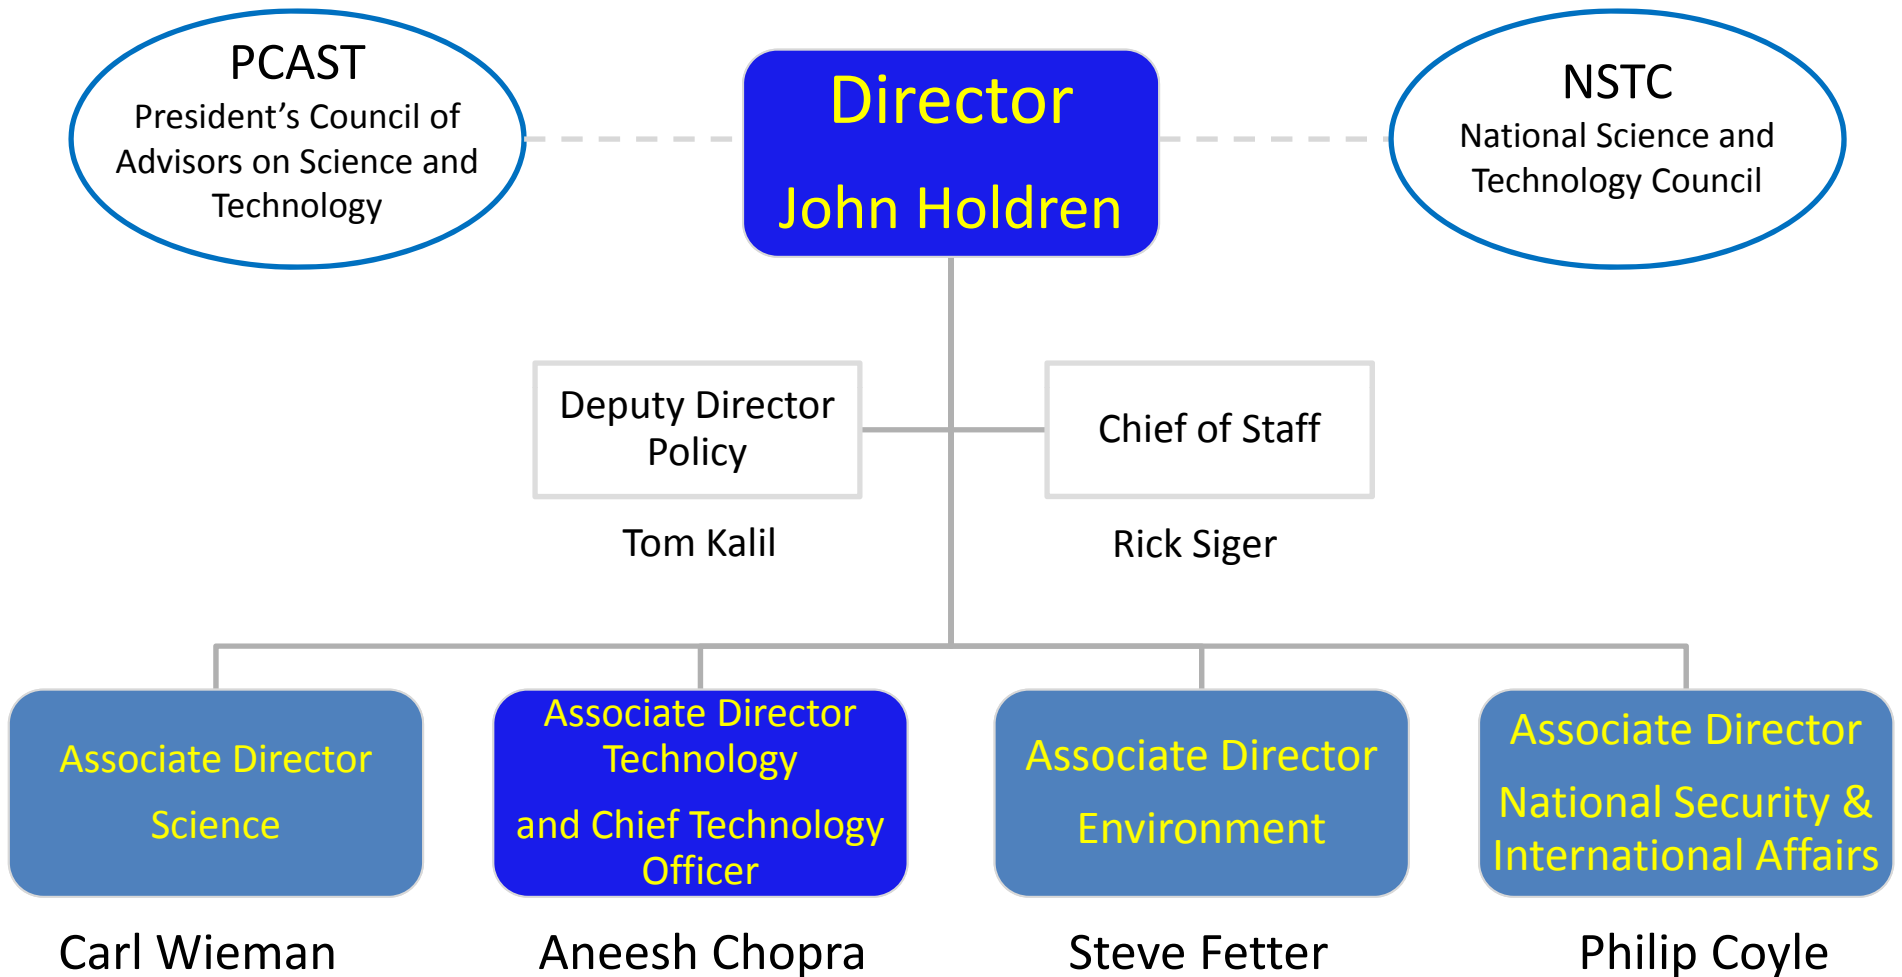 PCAST
President’s Council of
Advisors on Science and
Technology
Director
John Holdren
NSTC
National Science and
Technology Council
Deputy Director
Policy
Tom Kalil
Chief of Staff
Rick Siger
Associate Director
Science
Carl Wieman
Associate Director
Technology
and Chief Technology
Officer
Aneesh Chopra
Associate Director
Environment
Steve Fetter
Associate Director
National Security &
International Affairs
Philip Coyle